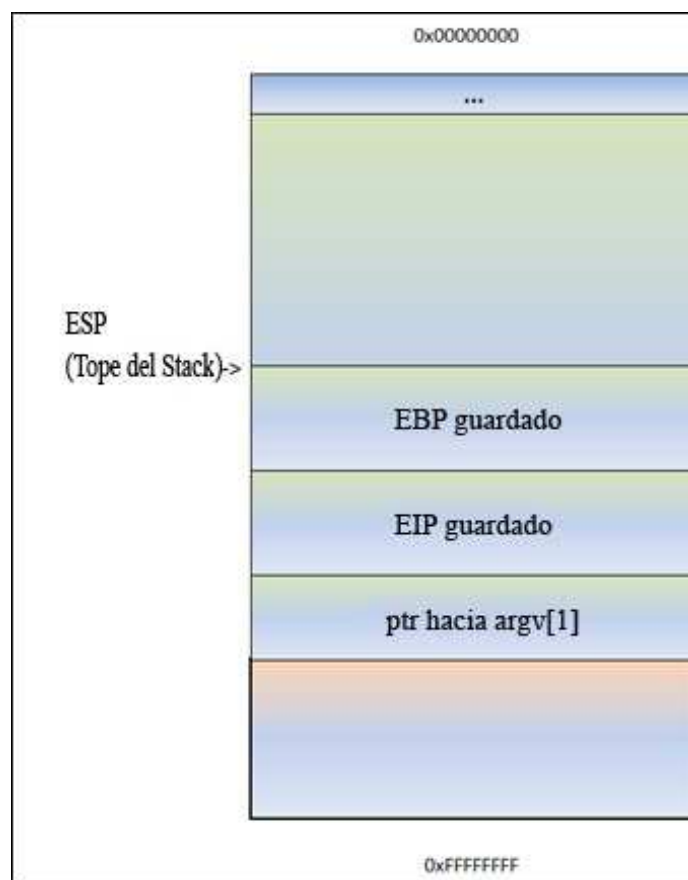 0x00000000
...
ESP
(Tope del Stack)->
EBP guardado
EIP guardado
ptr hacia argv[1]
0xFFFFFFFF